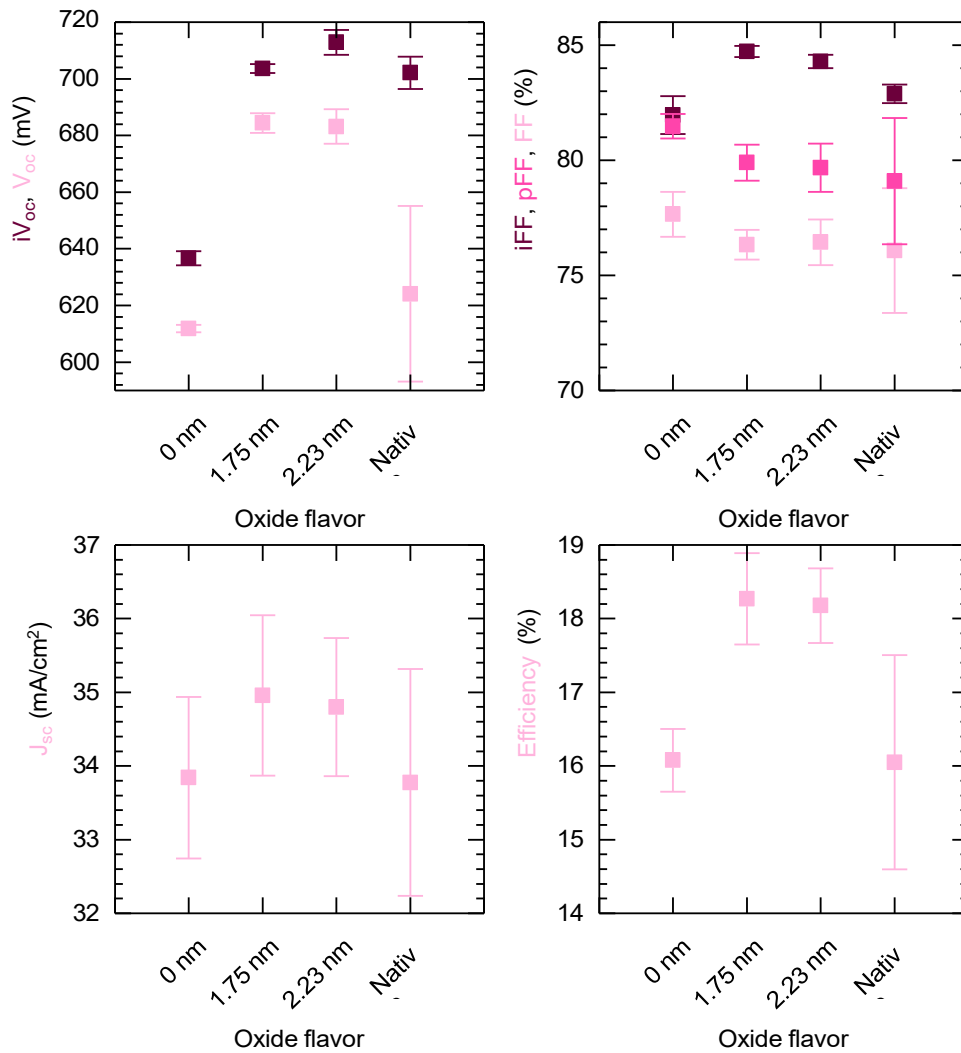 720
700
680
660
640
620
600
iVoc, Voc (mV)
0 nm
1.75 nm
2.23 nm
Nativ
Oxide flavor
85
80
75
70
iFF, pFF, FF (%)
0 nm
1.75 nm
2.23 nm
Nativ
Oxide flavor
37
36
35
34
33
32
Jsc (mA/cm²)
0 nm
1.75 nm
2.23 nm
Nativ
Oxide flavor
19
18
17
16
15
14
Efficiency (%)
0 nm
1.75 nm
2.23 nm
Nativ
Oxide flavor